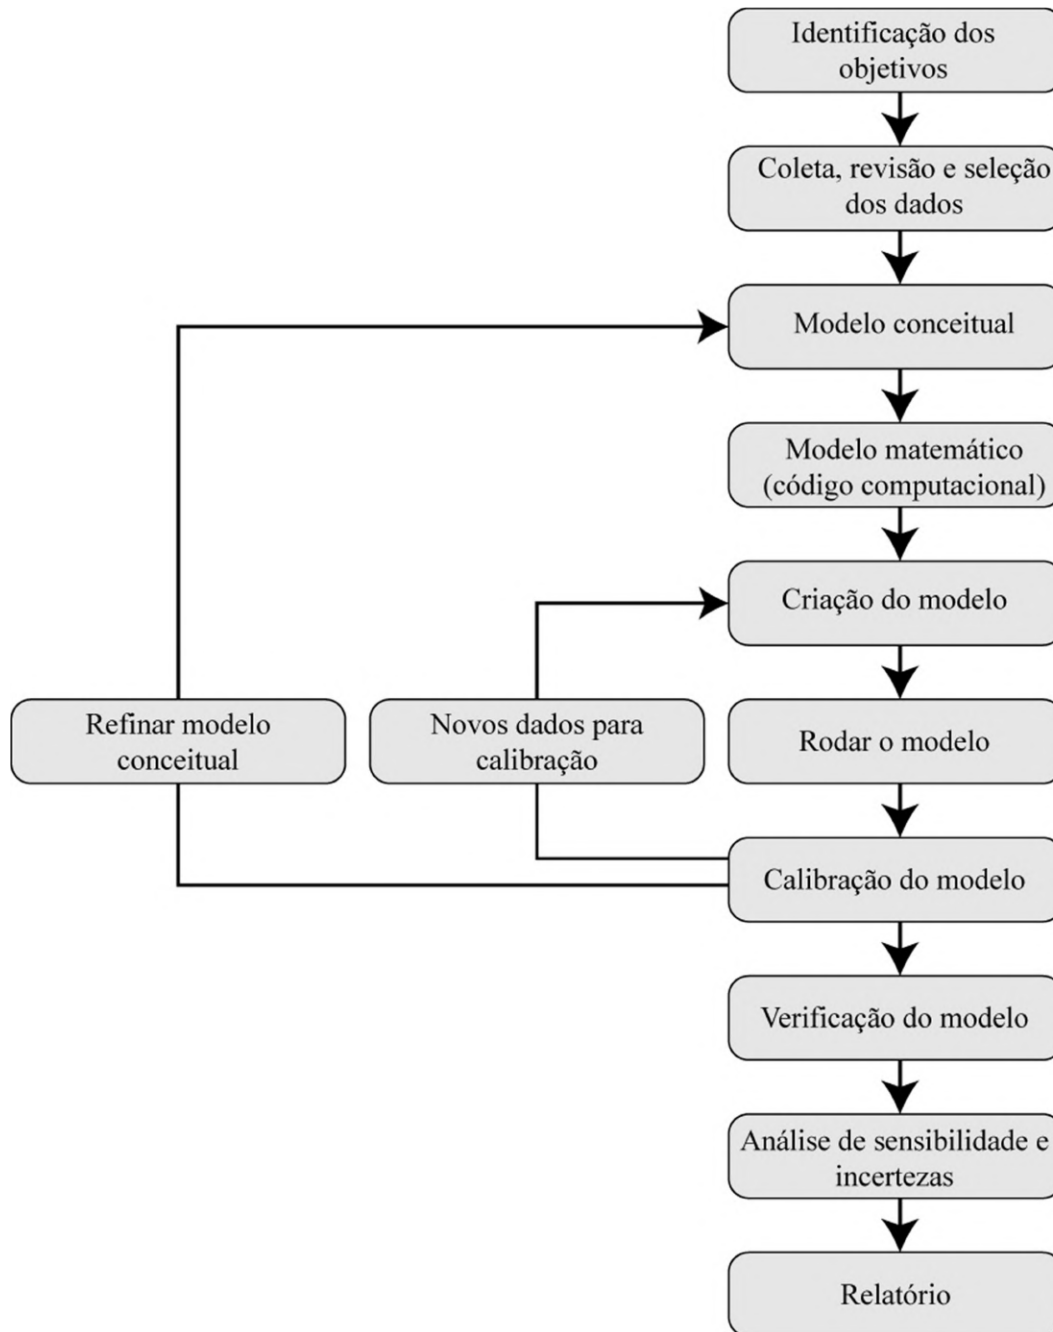 Identificação dos
objetivos
Coleta, revisão e seleção
dos dados
Modelo conceitual
Modelo matemático
(código computacional)
Criação do modelo
Refinar modelo
conceitual
Novos dados para
calibração
Rodar o modelo
Calibração do modelo
Verificação do modelo
Análise de sensibilidade e
incertezas
Relatório